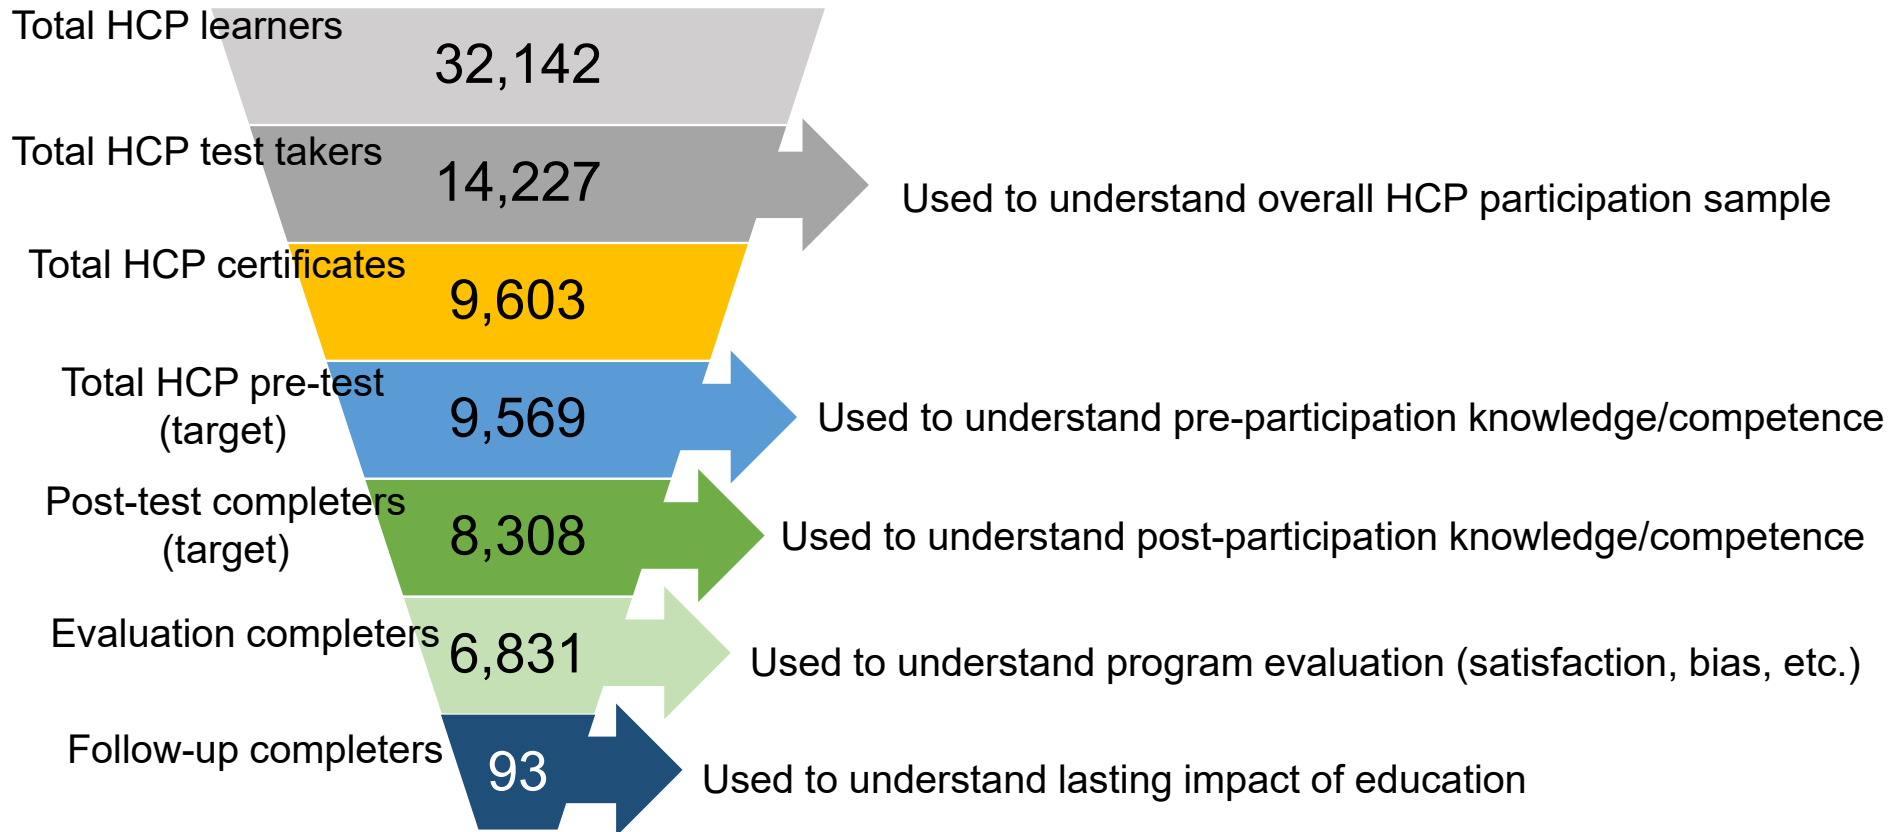 Total HCP learners
32,142
Total HCP test takers
14,227
Used to understand overall HCP participation sample
Total HCP certificates
9,603
Total HCP pre-test
(target)
9,569
Used to understand pre-participation knowledge/competence
Post-test completers
(target)
8,308
Used to understand post-participation knowledge/competence
Evaluation completers
6,831
Used to understand program evaluation (satisfaction, bias, etc.)
Follow-up completers
93
Used to understand lasting impact of education